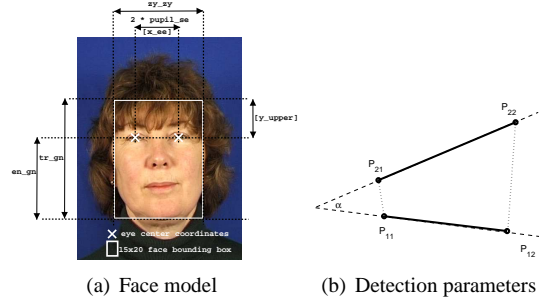 zy_zy
2 * pupil_se
[x_ee]
[y_upper]
tr_gn
en_gn
eye center coordinates
15x20 face bounding box
(a) Face model
P22
P21
α
P11
P12
(b) Detection parameters